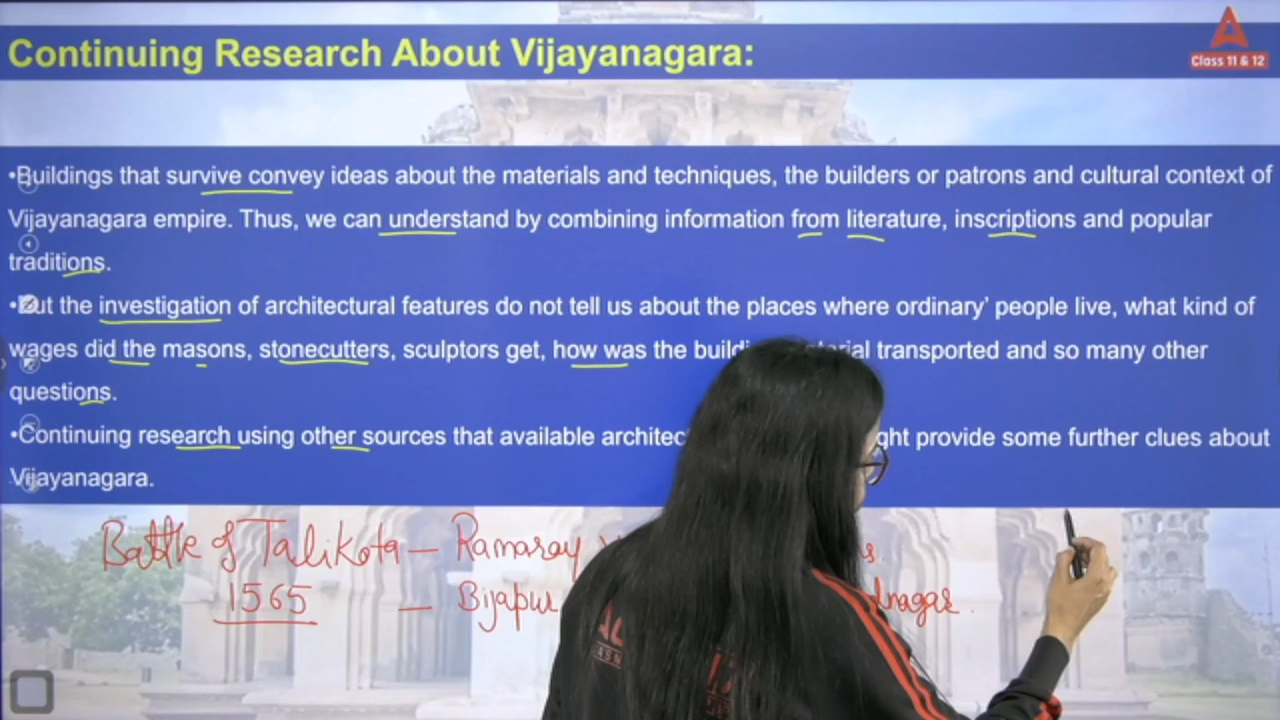 Continuing Research About Vijayanagara:
A
Class 11 & 12
•Buildings that survive convey ideas about the materials and techniques, the builders or patrons and cultural context of
Vijayanagara empire. Thus, we can understand by combining information from literature, inscriptions and popular
traditions.
•But the investigation of architectural features do not tell us about the places where ordinary' people live, what kind of
wages did the masons, stonecutters, sculptors get, how was the transported and so many other
questions.
•Continuing research using other sources that available provide some further clues about
Vijayanagara.
Battle of Talikota — Ramaray
1565 — Bijapur